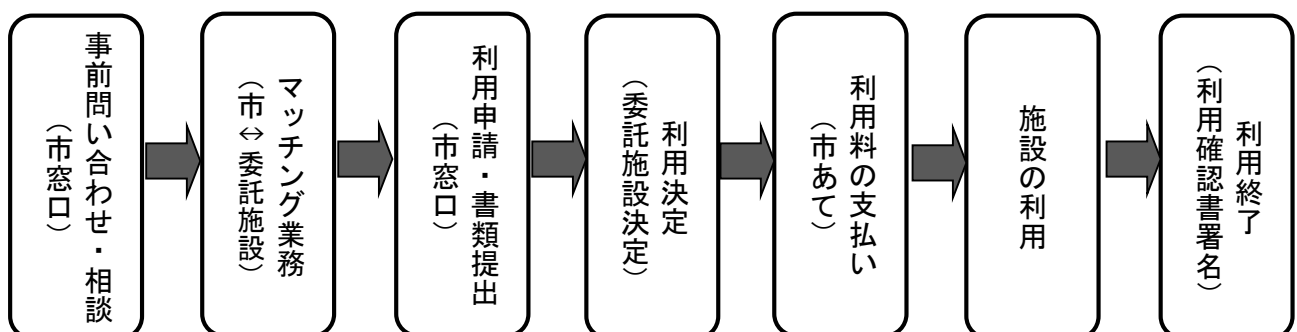 事前問い合わせ・相談
（市窓口）
マッチング業務
（市↔委託施設）
利用申請・書類提出
（市窓口）
利用決定
（委託施設決定）
利用料の支払い
（市あて）
施設の利用
利用終了
（利用確認書署名）